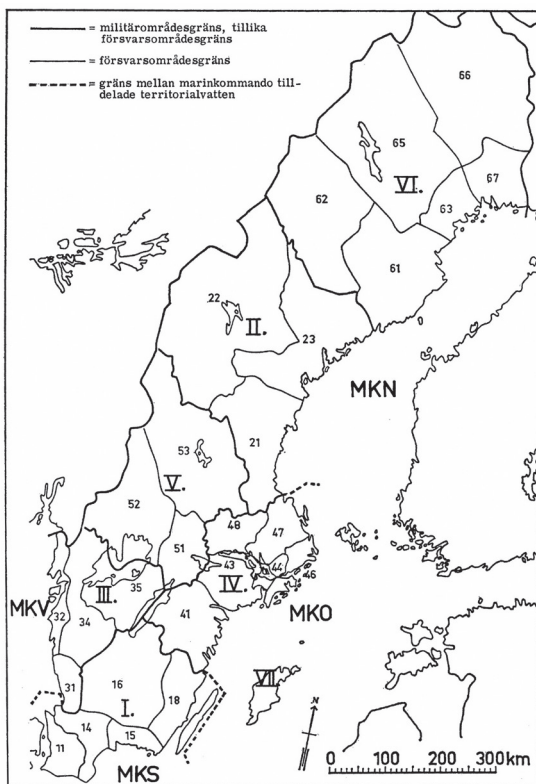 = militärområdesgräns, tillika
försvarsområdesgräns
= försvarsområdesgräns
= gräns mellan marinkommando till-
delade territorialvatten
66
65
67
VI.
62
63
61
22
II.
23
MKN
21
53
V.
52
48
47
51
43
44
IV.
46
35
III.
MKV
32
34
41
MKO
VII
31
16
18
I.
14
15
11
MKS
N
0 100 200 300km